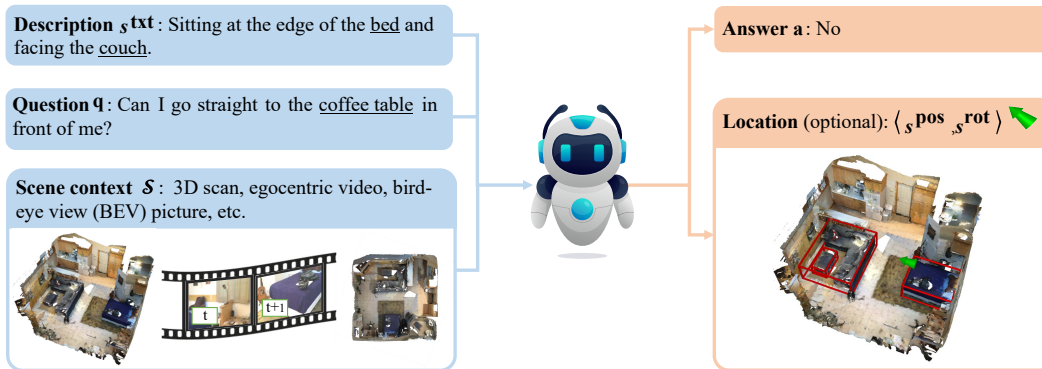 Description s^txt : Sitting at the edge of the bed and
facing the couch.
Question q : Can I go straight to the coffee table in
front of me?
Scene context S : 3D scan, egocentric video, bird-
eye view (BEV) picture, etc.
t
t+1
Answer a : No
Location (optional): ⟨ s^pos , s^rot ⟩